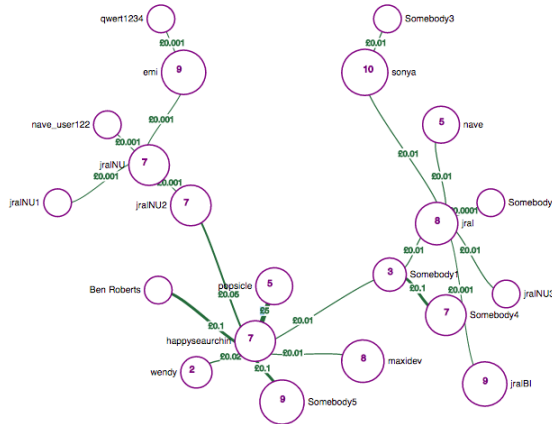 qwert1234
Somebody3
£0.001
£0.01
emi
9
10
sonya
nave_user122
£0.001
5
nave
£0.001
£0.01
jralNU
7
£0.001
£0.001
£0.01
jralNU1
jralNU2
7
£0.0001
Somebody
8
jral
£0.01
£0.01
3
Somebody1
Ben Roberts
popsicle
5
£0.05
£0.1
£0.001
jralNU3
£5
£0.01
7
Somebody4
£0.1
happyseaurchin
7
£0.02
£0.01
8
maxidev
wendy
2
£0.1
9
jralBI
9
Somebody5